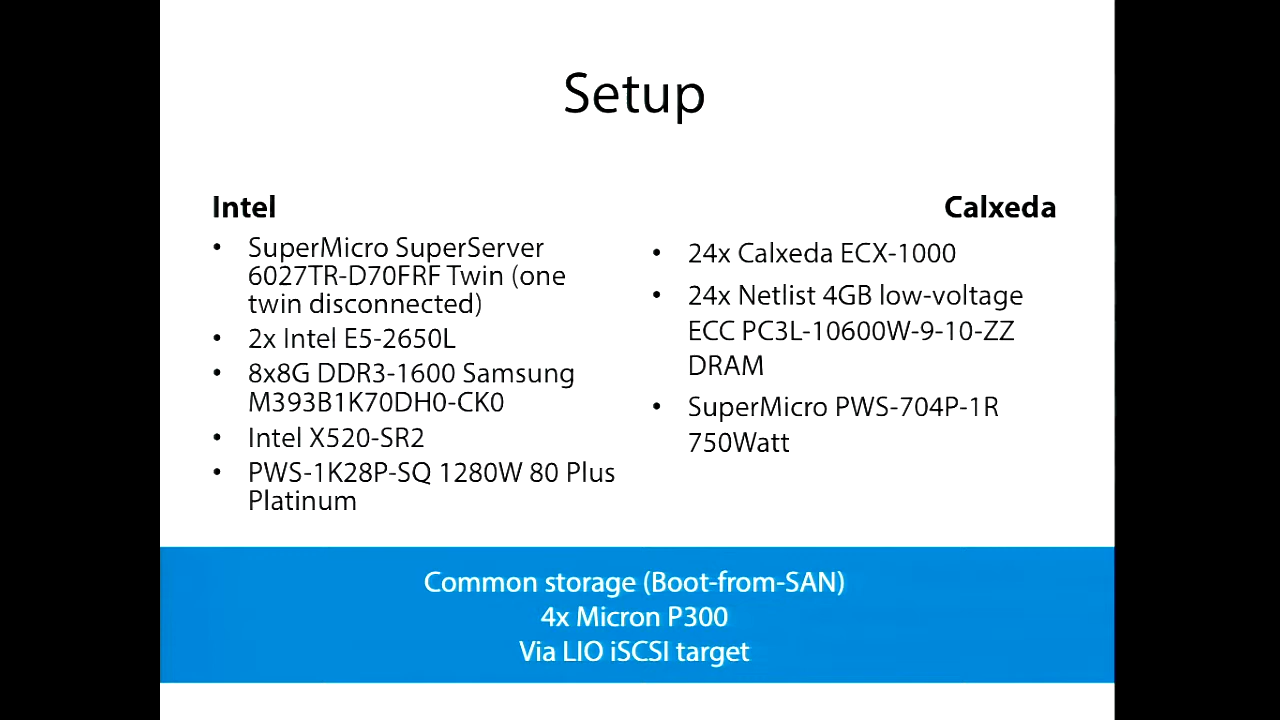 Setup
Intel
• SuperMicro SuperServer
6027TR-D70FRF Twin (one
twin disconnected)
• 2x Intel E5-2650L
• 8x8G DDR3-1600 Samsung
M393B1K70DH0-CK0
• Intel X520-SR2
• PWS-1K28P-SQ 1280W 80 Plus
Platinum
Calxeda
• 24x Calxeda ECX-1000
• 24x Netlist 4GB low-voltage
ECC PC3L-10600W-9-10-ZZ
DRAM
• SuperMicro PWS-704P-1R
750Watt
Common storage (Boot-from-SAN)
4x Micron P300
Via LIO iSCSI target